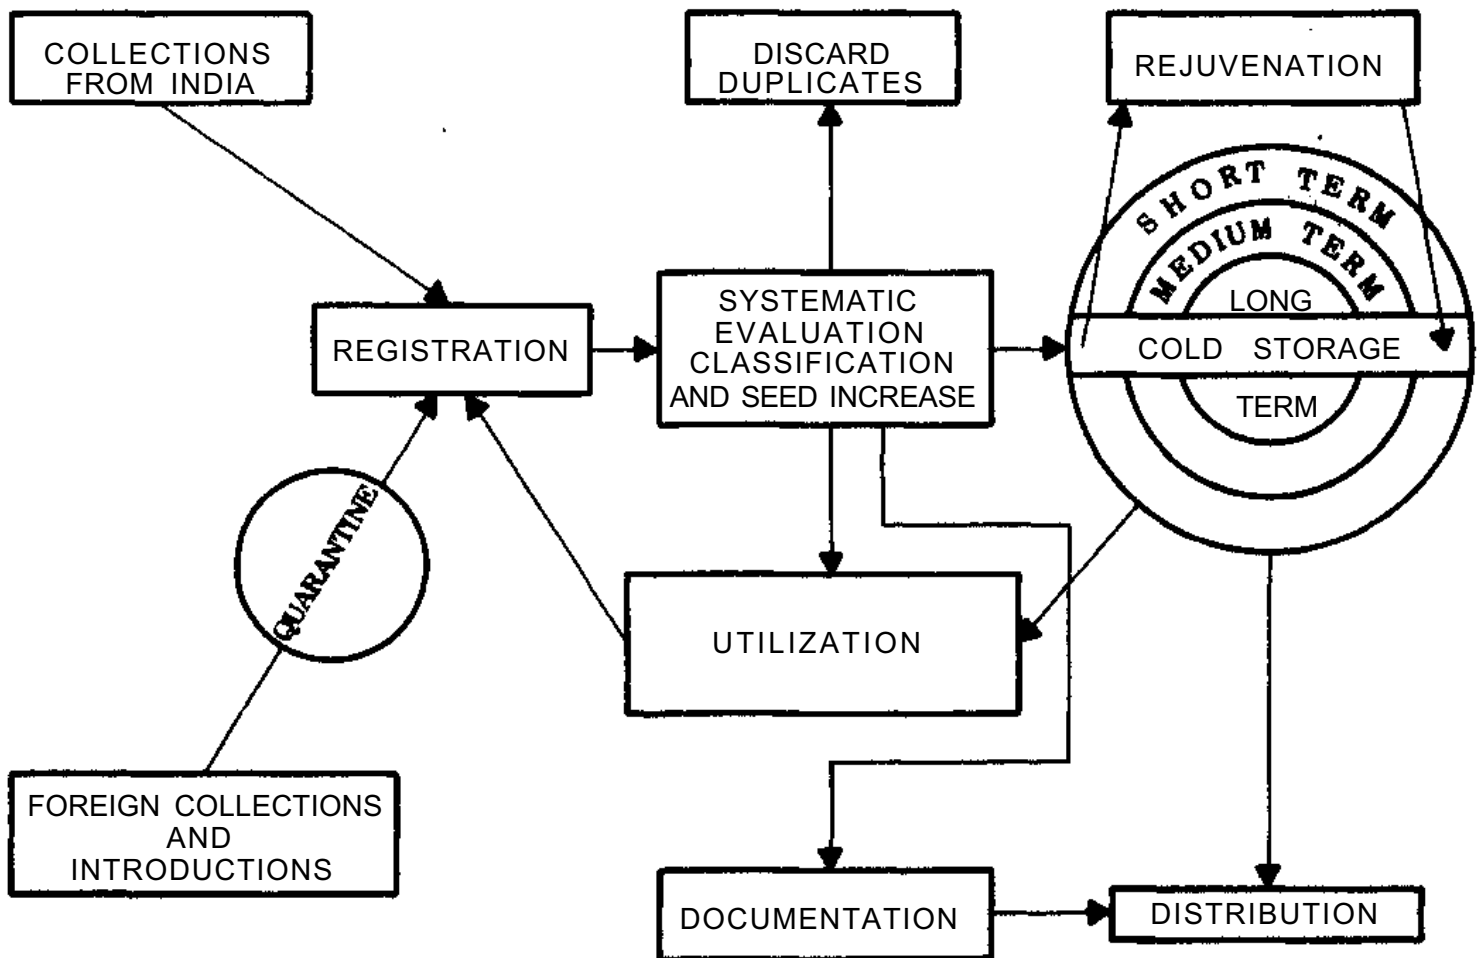 COLLECTIONS
FROM INDIA
DISCARD
DUPLICATES
REJUVENATION
SHORT TERM
MEDIUM TERM
LONG
COLD STORAGE
TERM
REGISTRATION
SYSTEMATIC
EVALUATION
CLASSIFICATION
AND SEED INCREASE
QUARANTINE
UTILIZATION
FOREIGN COLLECTIONS
AND
INTRODUCTIONS
DOCUMENTATION
DISTRIBUTION